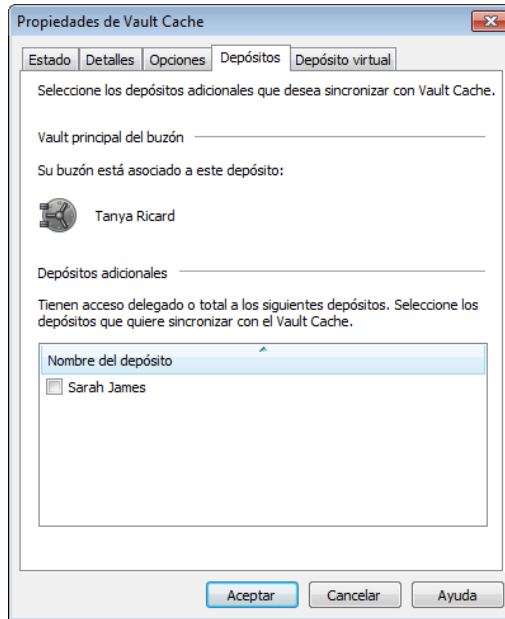 Propiedades de Vault Cache
Estado Detalles Opciones Depósitos Depósito virtual
Seleccione los depósitos adicionales que desea sincronizar con Vault Cache.
Vault principal del buzón
Su buzón está asociado a este depósito:
Tanya Ricard
Depósitos adicionales
Tienen acceso delegado o total a los siguientes depósitos. Seleccione los
depósitos que quiere sincronizar con el Vault Cache.
Nombre del depósito
Sarah James
Aceptar Cancelar Ayuda